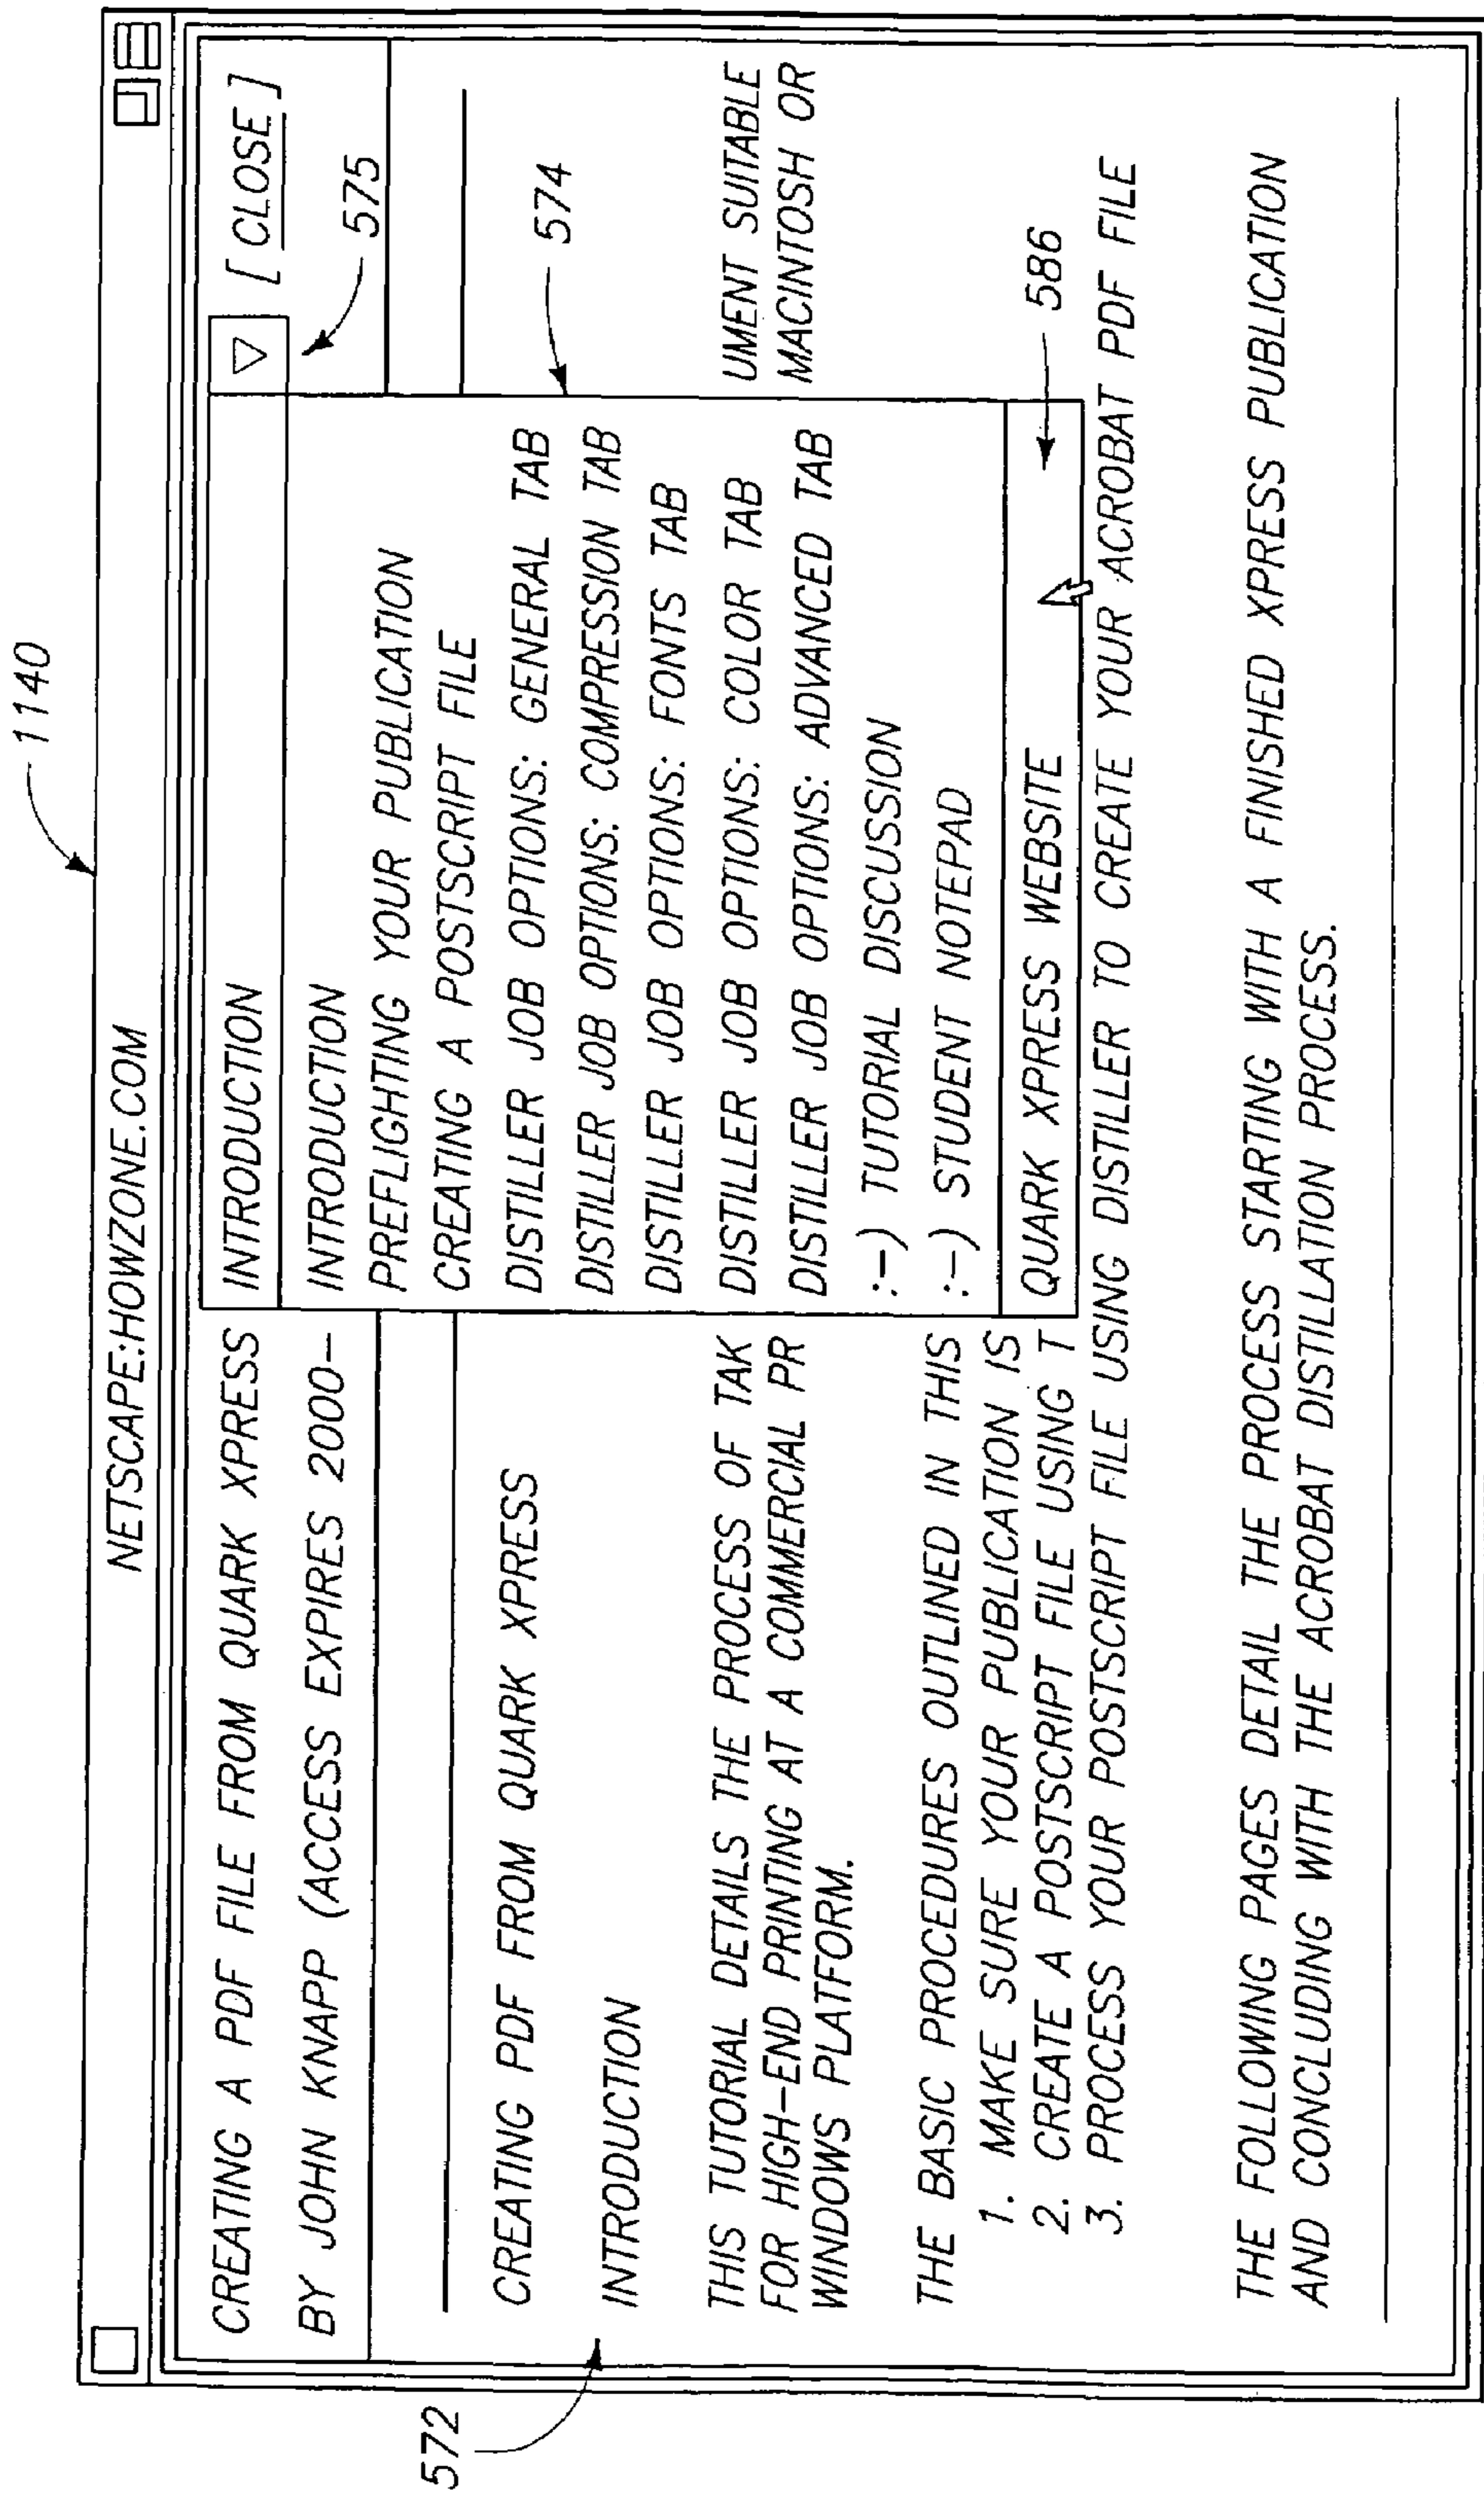 1140
NETSCAPE:HOWZONE.COM
CREATING A PDF FILE FROM QUARK XPRESS
INTRODUCTION
[CLOSE]
BY JOHN KNAPP (ACCESS EXPIRES 2000-
575
INTRODUCTION
PREFLIGHTING YOUR PUBLICATION
CREATING A POSTSCRIPT FILE
DISTILLER JOB OPTIONS: GENERAL TAB
DISTILLER JOB OPTIONS: COMPRESSION TAB
DISTILLER JOB OPTIONS: FONTS TAB
DISTILLER JOB OPTIONS: COLOR TAB
DISTILLER JOB OPTIONS: ADVANCED TAB
:-) TUTORIAL DISCUSSION
:-) STUDENT NOTEPAD
QUARK XPRESS WEBSITE
574
586
572
CREATING PDF FROM QUARK XPRESS
INTRODUCTION
THIS TUTORIAL DETAILS THE PROCESS OF TAK
UMENT SUITABLE
FOR HIGH-END PRINTING AT A COMMERCIAL PR
MACINTOSH OR
WINDOWS PLATFORM.
THE BASIC PROCEDURES OUTLINED IN THIS
1. MAKE SURE YOUR PUBLICATION IS
2. CREATE A POSTSCRIPT FILE USING T
3. PROCESS YOUR POSTSCRIPT FILE USING DISTILLER TO CREATE YOUR ACROBAT PDF FILE
THE FOLLOWING PAGES DETAIL THE PROCESS STARTING WITH A FINISHED XPRESS PUBLICATION
AND CONCLUDING WITH THE ACROBAT DISTILLATION PROCESS.